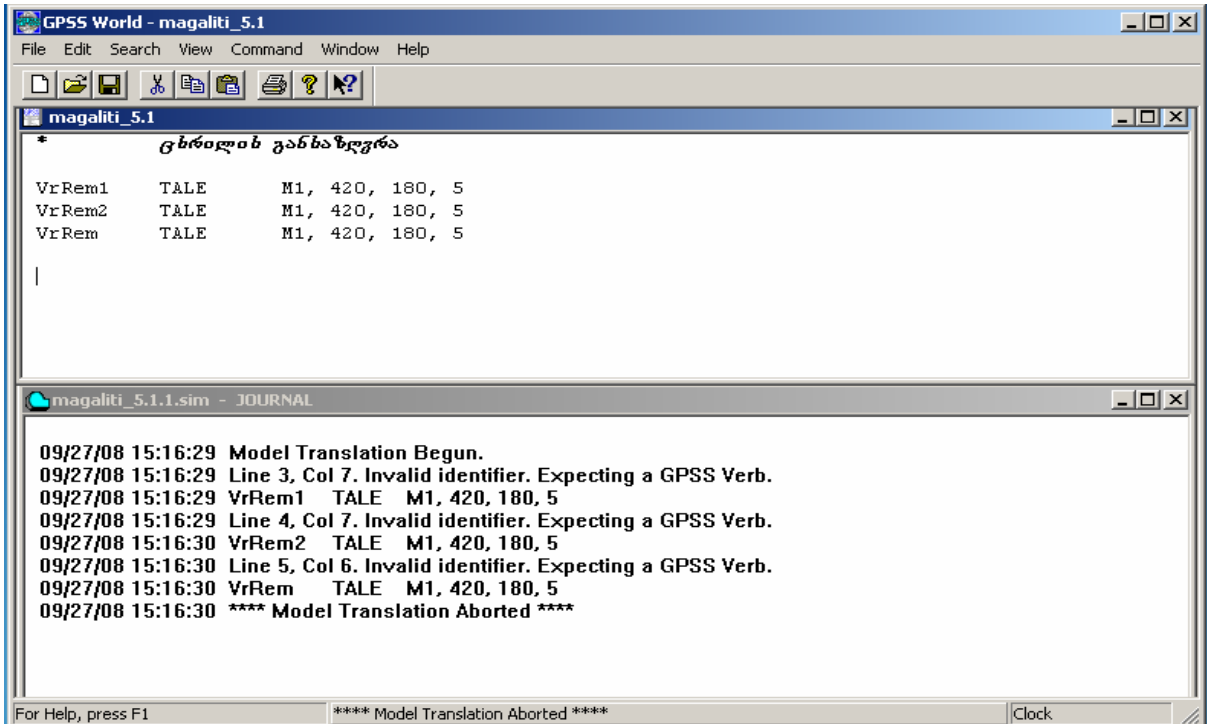 GPSS World - magaliti_5.1
File Edit Search View Command Window Help
magaliti_5.1
* ცხრილის განსაზღვრა
VrRem1 TALE M1, 420, 180, 5
VrRem2 TALE M1, 420, 180, 5
VrRem TALE M1, 420, 180, 5
magaliti_5.1.1.sim - JOURNAL
09/27/08 15:16:29 Model Translation Begun.
09/27/08 15:16:29 Line 3, Col 7. Invalid identifier. Expecting a GPSS Verb.
09/27/08 15:16:29 VrRem1 TALE M1, 420, 180, 5
09/27/08 15:16:29 Line 4, Col 7. Invalid identifier. Expecting a GPSS Verb.
09/27/08 15:16:30 VrRem2 TALE M1, 420, 180, 5
09/27/08 15:16:30 Line 5, Col 6. Invalid identifier. Expecting a GPSS Verb.
09/27/08 15:16:30 VrRem TALE M1, 420, 180, 5
09/27/08 15:16:30 **** Model Translation Aborted ****
For Help, press F1 **** Model Translation Aborted **** Clock